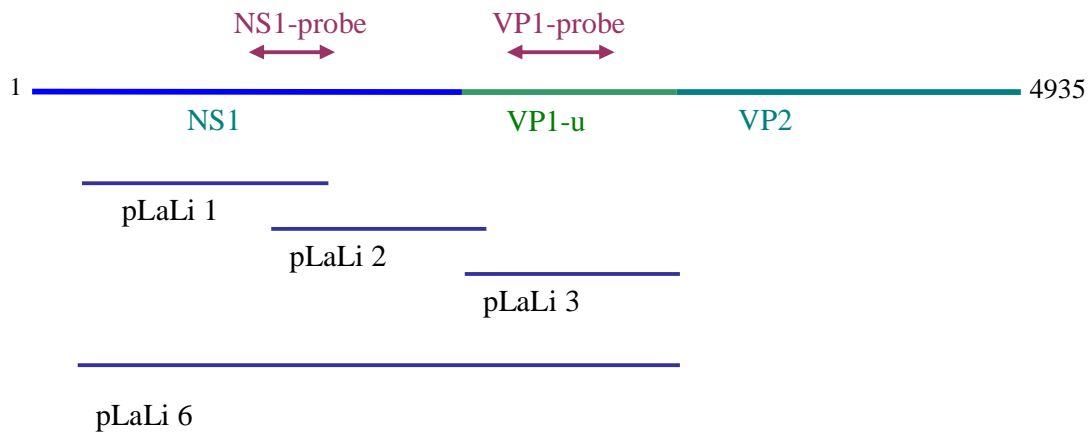 NS1-probe VP1-probe
1 4935
NS1 VP1-u VP2
pLaLi 1
pLaLi 2
pLaLi 3
pLaLi 6